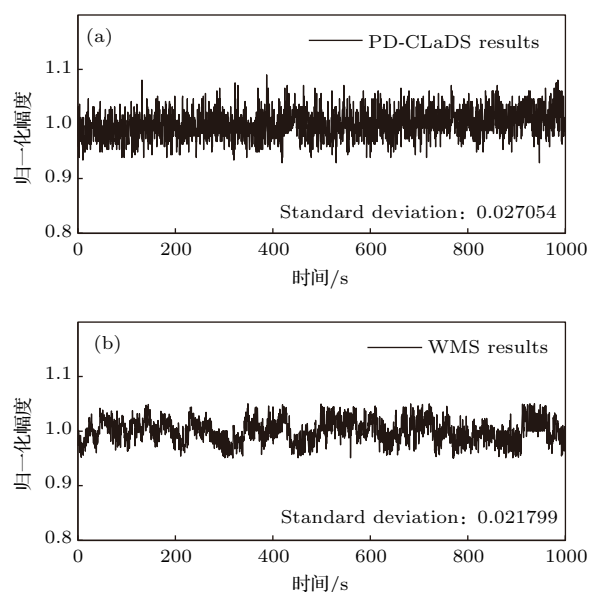 (a)
PD-CLaDS results
1.1
1.0
0.9
0.8
归一化幅度
Standard deviation: 0.027054
0 200 400 600 800 1000
时间/s
(b)
WMS results
1.1
1.0
0.9
0.8
归一化幅度
Standard deviation: 0.021799
0 200 400 600 800 1000
时间/s